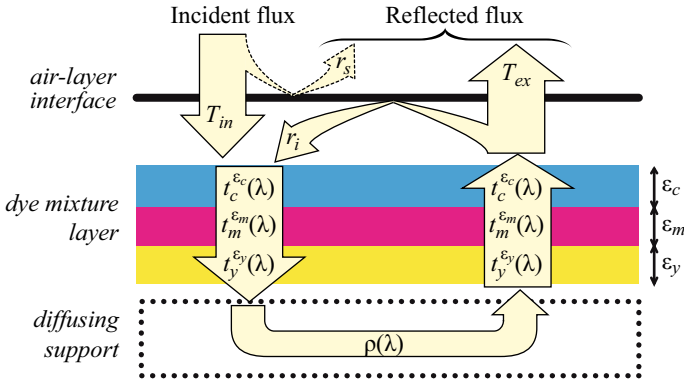 Incident flux
Reflected flux
r_s
air-layer
interface
T_in
T_ex
r_i
t_c^{ε_c}(λ)
t_c^{ε_c}(λ)
ε_c
dye mixture
layer
t_m^{ε_m}(λ)
t_m^{ε_m}(λ)
ε_m
t_y^{ε_y}(λ)
t_y^{ε_y}(λ)
ε_y
diffusing
support
ρ(λ)